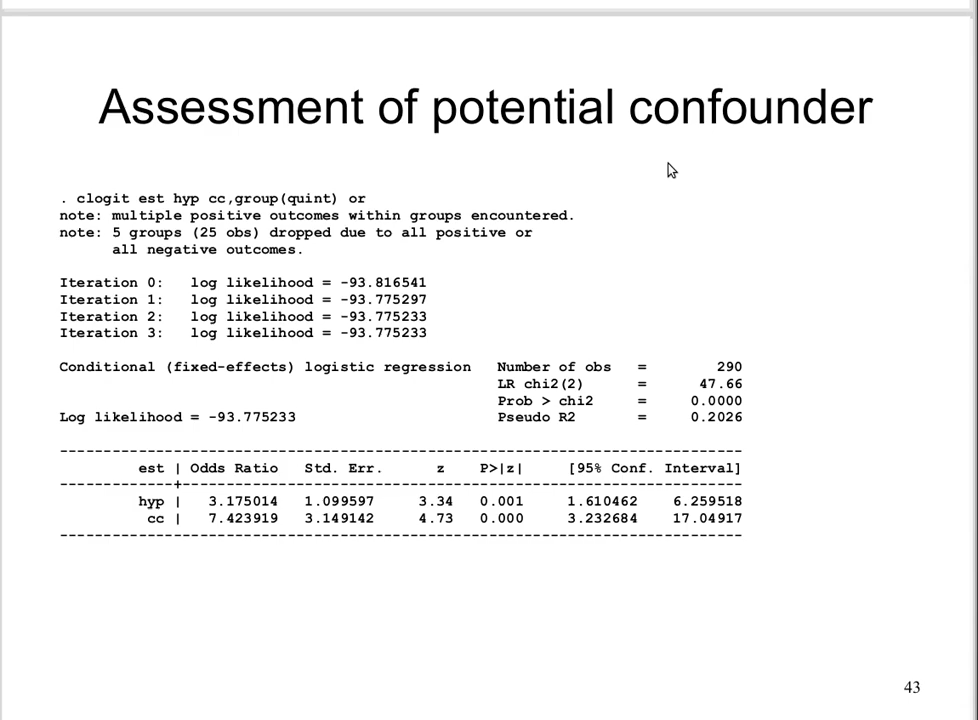 Assessment of potential confounder
. clogit est hyp cc,group(quint) or
note: multiple positive outcomes within groups encountered.
note: 5 groups (25 obs) dropped due to all positive or
all negative outcomes.
Iteration 0: log likelihood = -93.816541
Iteration 1: log likelihood = -93.775297
Iteration 2: log likelihood = -93.775233
Iteration 3: log likelihood = -93.775233
Conditional (fixed-effects) logistic regression Number of obs = 290
LR chi2(2) = 47.66
Prob > chi2 = 0.0000
Log likelihood = -93.775233 Pseudo R2 = 0.2026
------------------------------------------------------------------------------
est | Odds Ratio Std. Err. z P>|z| [95% Conf. Interval]
-------------+----------------------------------------------------------------
hyp | 3.175014 1.099597 3.34 0.001 1.610462 6.259518
cc | 7.423919 3.149142 4.73 0.000 3.232684 17.04917
------------------------------------------------------------------------------
43